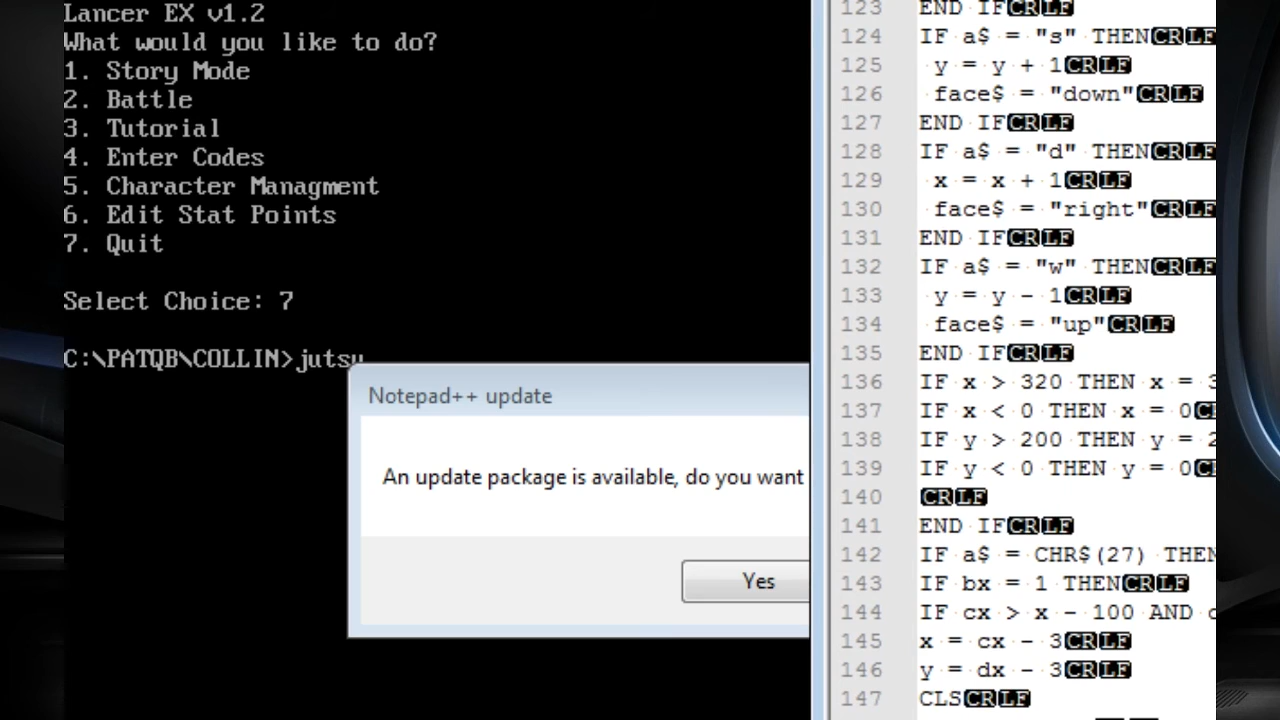 Lancer EX v1.2
What would you like to do?
1. Story Mode
2. Battle
3. Tutorial
4. Enter Codes
5. Character Managment
6. Edit Stat Points
7. Quit
Select Choice: 7
C:\PATQB\COLLIN>jutsu
Notepad++ update
An update package is available, do you want
Yes
123 END IFCRLF
124 IF a$ = "s" THENCRLF
125 y = y + 1CRLF
126 face$ = "down"CRLF
127 END IFCRLF
128 IF a$ = "d" THENCRLF
129 x = x + 1CRLF
130 face$ = "right"CRLF
131 END IFCRLF
132 IF a$ = "w" THENCRLF
133 y = y - 1CRLF
134 face$ = "up"CRLF
135 END IFCRLF
136 IF x > 320 THEN x = 3
137 IF x < 0 THEN x = 0
138 IF y > 200 THEN y = 2
139 IF y < 0 THEN y = 0
140 CRLF
141 END IFCRLF
142 IF a$ = CHR$(27) THEN
143 IF bx = 1 THENCRLF
144 IF cx > x - 100 AND
145 x = cx - 3CRLF
146 y = dx - 3CRLF
147 CLSCRLF